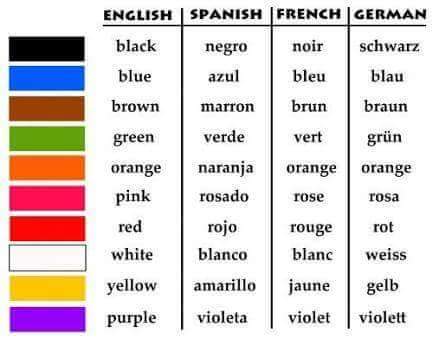 ENGLISH SPANISH FRENCH GERMAN
black negro noir schwarz
blue azul bleu blau
brown marron brun braun
green verde vert grün
orange naranja orange orange
pink rosado rose rosa
red rojo rouge rot
white blanco blanc weiss
yellow amarillo jaune gelb
purple violeta violet violett